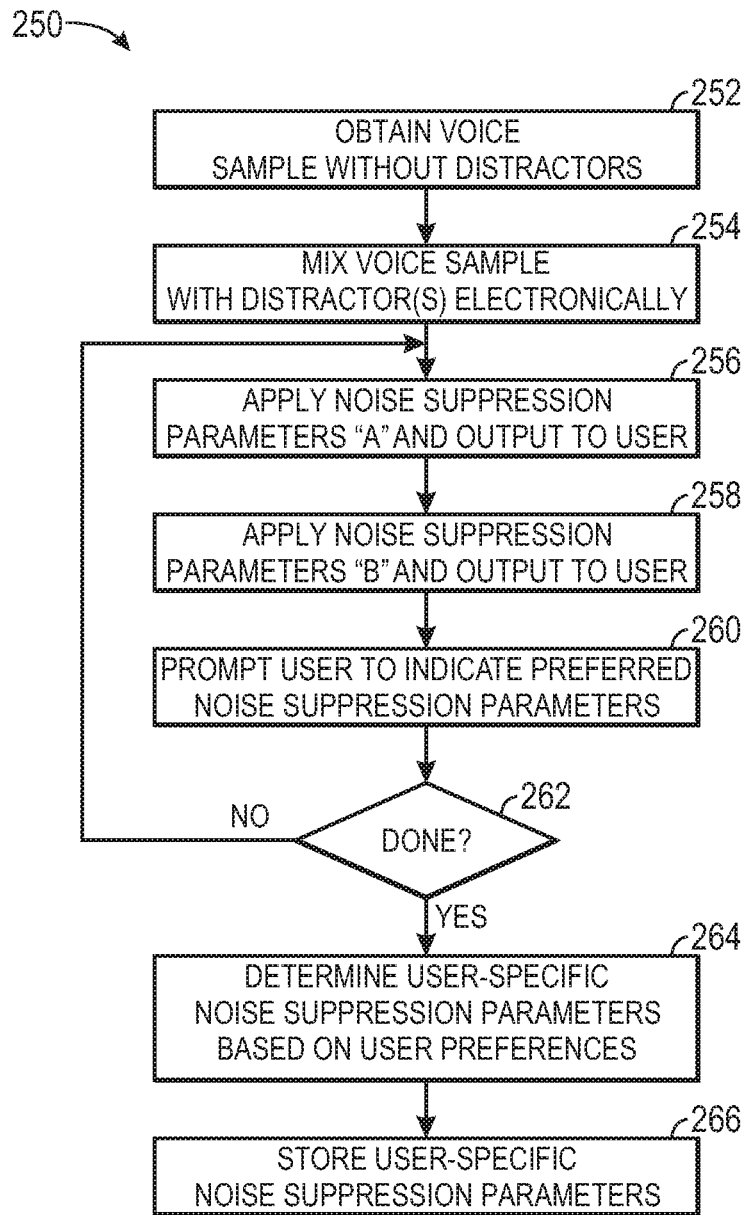 250
252
OBTAIN VOICE
SAMPLE WITHOUT DISTRACTORS
254
MIX VOICE SAMPLE
WITH DISTRACTOR(S) ELECTRONICALLY
256
APPLY NOISE SUPPRESSION
PARAMETERS “A” AND OUTPUT TO USER
258
APPLY NOISE SUPPRESSION
PARAMETERS “B” AND OUTPUT TO USER
260
PROMPT USER TO INDICATE PREFERRED
NOISE SUPPRESSION PARAMETERS
262
NO
DONE?
YES
264
DETERMINE USER-SPECIFIC
NOISE SUPPRESSION PARAMETERS
BASED ON USER PREFERENCES
266
STORE USER-SPECIFIC
NOISE SUPPRESSION PARAMETERS